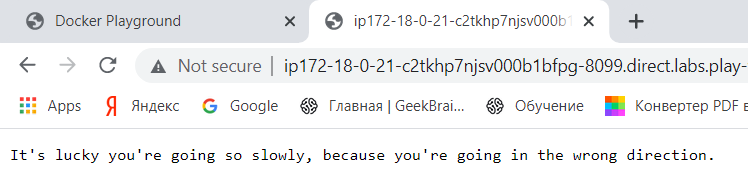 Docker Playground
ip172-18-0-21-c2tkhp7njsv000b1
Not secure | ip172-18-0-21-c2tkhp7njsv000b1bfpg-8099.direct.labs.play-
Apps Яндекс Google Главная | GeekBrai... Обучение Конвертер PDF в
It's lucky you're going so slowly, because you're going in the wrong direction.